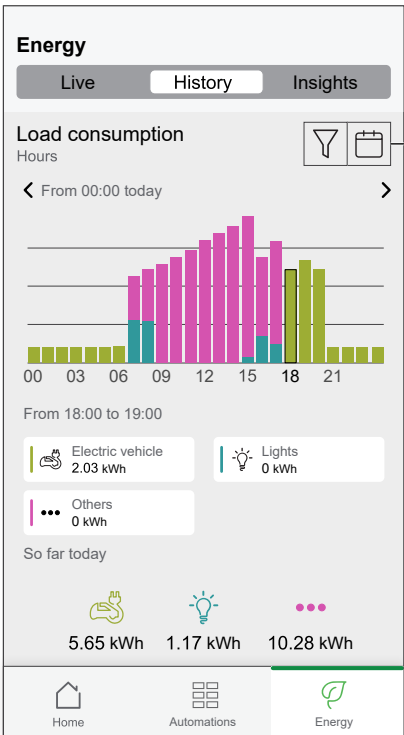 Energy
Live History Insights
Load consumption
Hours
From 00:00 today
00 03 06 09 12 15 18 21
From 18:00 to 19:00
Electric vehicle
2.03 kWh
Lights
0 kWh
Others
0 kWh
So far today
5.65 kWh 1.17 kWh 10.28 kWh
Home Automations Energy